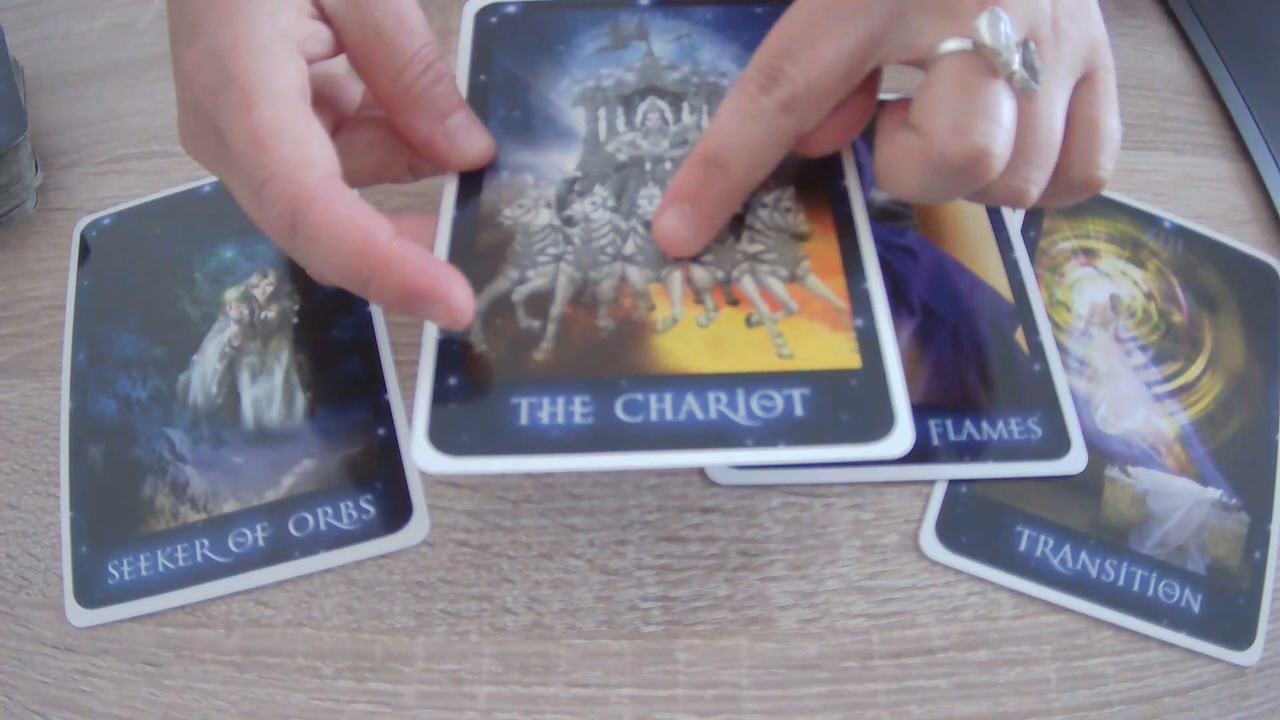 SEEKER OF ORBS
THE CHARIOT
FLAMES
TRANSITION